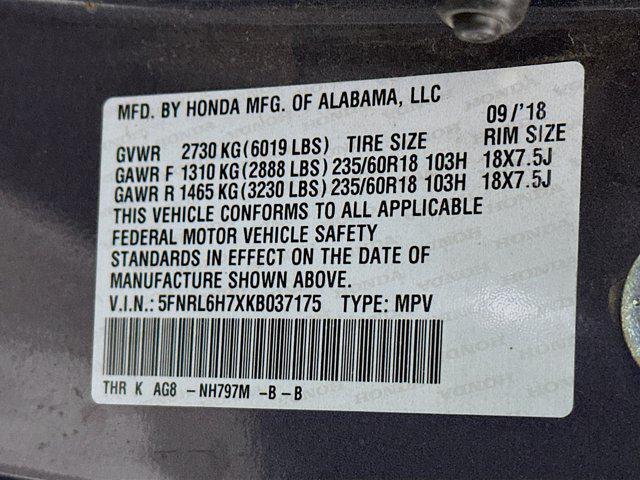 MFD. BY HONDA MFG. OF ALABAMA, LLC 09/'18
GVWR 2730 KG(6019 LBS) TIRE SIZE RIM SIZE
GAWR F 1310 KG(2888 LBS)235/60R18 103H 18X7.5J
GAWR R 1465 KG(3230 LBS)235/60R18 103H 18X7.5J
THIS VEHICLE CONFORMS TO ALL APPLICABLE
FEDERAL MOTOR VEHICLE SAFETY
STANDARDS IN EFFECT ON THE DATE OF
MANUFACTURE SHOWN ABOVE.
V.I.N.: 5FNRL6H7XKB037175 TYPE: MPV
THR K AG8 - NH797M -B - B